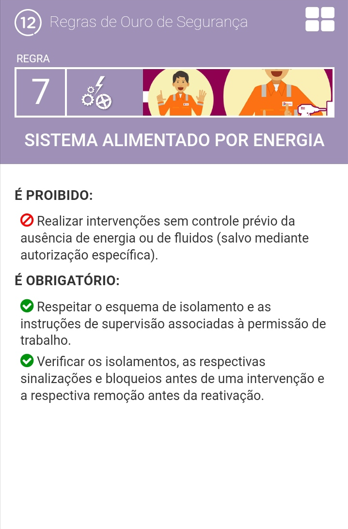 12 Regras de Ouro de Segurança
REGRA
7
SISTEMA ALIMENTADO POR ENERGIA
É PROIBIDO:
Realizar intervenções sem controle prévio da
ausência de energia ou de fluidos (salvo mediante
autorização específica).
É OBRIGATÓRIO:
Respeitar o esquema de isolamento e as
instruções de supervisão associadas à permissão de
trabalho.
Verificar os isolamentos, as respectivas
sinalizações e bloqueios antes de uma intervenção e
a respectiva remoção antes da reativação.